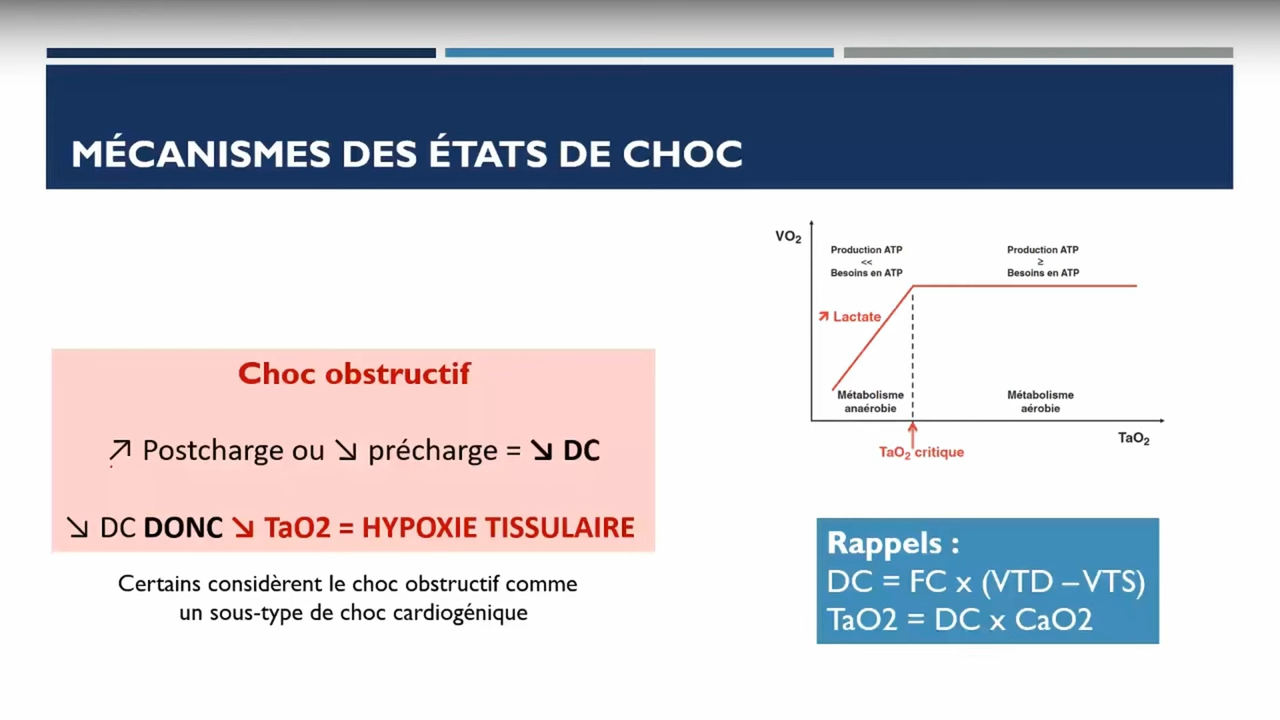 MÉCANISMES DES ÉTATS DE CHOC
Choc obstructif
↗ Postcharge ou ↘ précharge = ↘ DC
↘ DC DONC ↘ TaO2 = HYPOXIE TISSULAIRE
Certains considèrent le choc obstructif comme
un sous-type de choc cardiogénique
VO₂
Production ATP
<<
Besoins en ATP
Production ATP
≥
Besoins en ATP
↗ Lactate
Métabolisme
anaérobie
Métabolisme
aérobie
TaO₂
TaO₂ critique
Rappels :
DC = FC x (VTD – VTS)
TaO2 = DC x CaO2